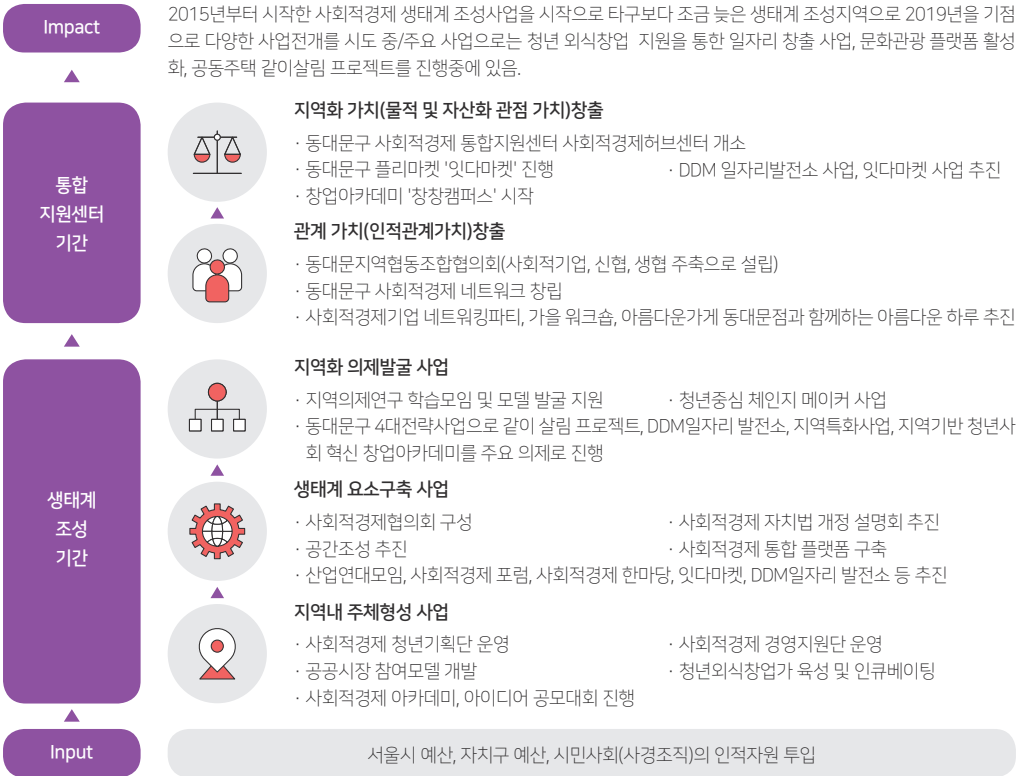 Impact
2015년부터 시작한 사회적경제 생태계 조성사업을 시작으로 타구보다 조금 늦은 생태계 조성지역으로 2019년을 기점
으로 다양한 사업전개를 시도 중/주요 사업으로는 청년 외식창업 지원을 통한 일자리 창출 사업, 문화관광 플랫폼 활성
화, 공동주택 같이살림 프로젝트를 진행중에 있음.
통합
지원센터
기간
지역화 가치(물적 및 자산화 관점 가치)창출
· 동대문구 사회적경제 통합지원센터 사회적경제허브센터 개소
· 동대문구 플리마켓 '잇다마켓' 진행 · DDM 일자리발전소 사업, 잇다마켓 사업 추진
· 창업아카데미 '창창캠퍼스' 시작
관계 가치(인적관계가치)창출
· 동대문지역협동조합협의회(사회적기업, 신협, 생협 주축으로 설립)
· 동대문구 사회적경제 네트워크 창립
· 사회적경제기업 네트워킹파티, 가을 워크숍, 아름다운가게 동대문점과 함께하는 아름다운 하루 추진
생태계
조성
기간
지역화 의제발굴 사업
· 지역의제연구 학습모임 및 모델 발굴 지원 · 청년중심 체인지 메이커 사업
· 동대문구 4대전략사업으로 같이 살림 프로젝트, DDM일자리 발전소, 지역특화사업, 지역기반 청년사
회 혁신 창업아카데미를 주요 의제로 진행
생태계 요소구축 사업
· 사회적경제협의회 구성 · 사회적경제 자치법 개정 설명회 추진
· 공간조성 추진 · 사회적경제 통합 플랫폼 구축
· 산업연대모임, 사회적경제 포럼, 사회적경제 한마당, 잇다마켓, DDM일자리 발전소 등 추진
지역내 주체형성 사업
· 사회적경제 청년기획단 운영 · 사회적경제 경영지원단 운영
· 공공시장 참여모델 개발 · 청년외식창업가 육성 및 인큐베이팅
· 사회적경제 아카데미, 아이디어 공모대회 진행
Input
서울시 예산, 자치구 예산, 시민사회(사경조직)의 인적자원 투입